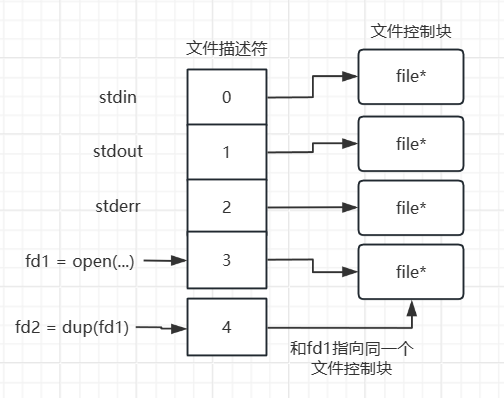 文件描述符
文件控制块
stdin
0
file*
stdout
1
file*
stderr
2
file*
fd1 = open(...)
3
file*
fd2 = dup(fd1)
4
和fd1指向同一个
文件控制块